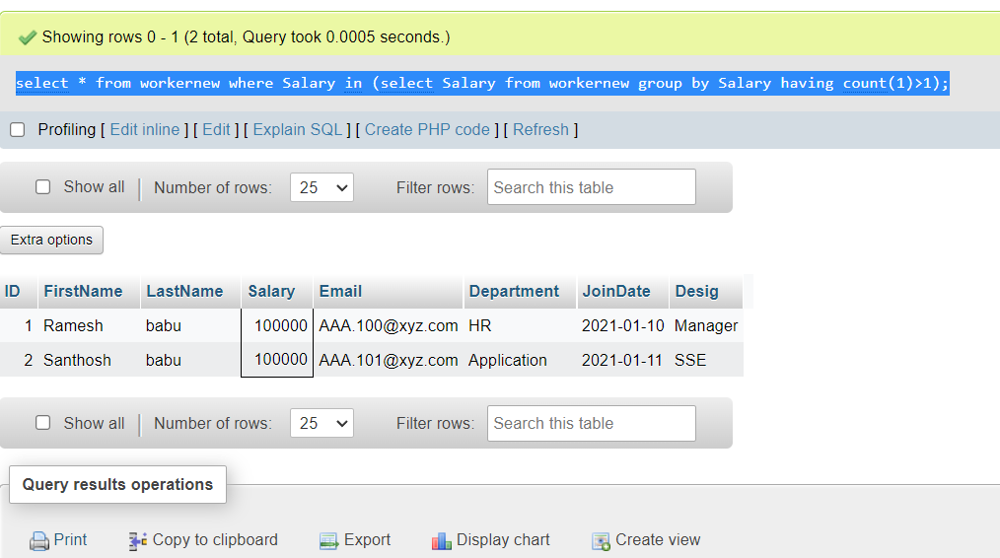 Showing rows 0 - 1 (2 total, Query took 0.0005 seconds.)
select * from workernew where Salary in (select Salary from workernew group by Salary having count(1)>1);
Profiling [ Edit inline ] [ Edit ] [ Explain SQL ] [ Create PHP code ] [ Refresh ]
Show all Number of rows: 25 Filter rows: Search this table
Extra options
ID FirstName LastName Salary Email Department JoinDate Desig
1 Ramesh babu 100000 AAA.100@xyz.com HR 2021-01-10 Manager
2 Santhosh babu 100000 AAA.101@xyz.com Application 2021-01-11 SSE
Show all Number of rows: 25 Filter rows: Search this table
Query results operations
Print Copy to clipboard Export Display chart Create view